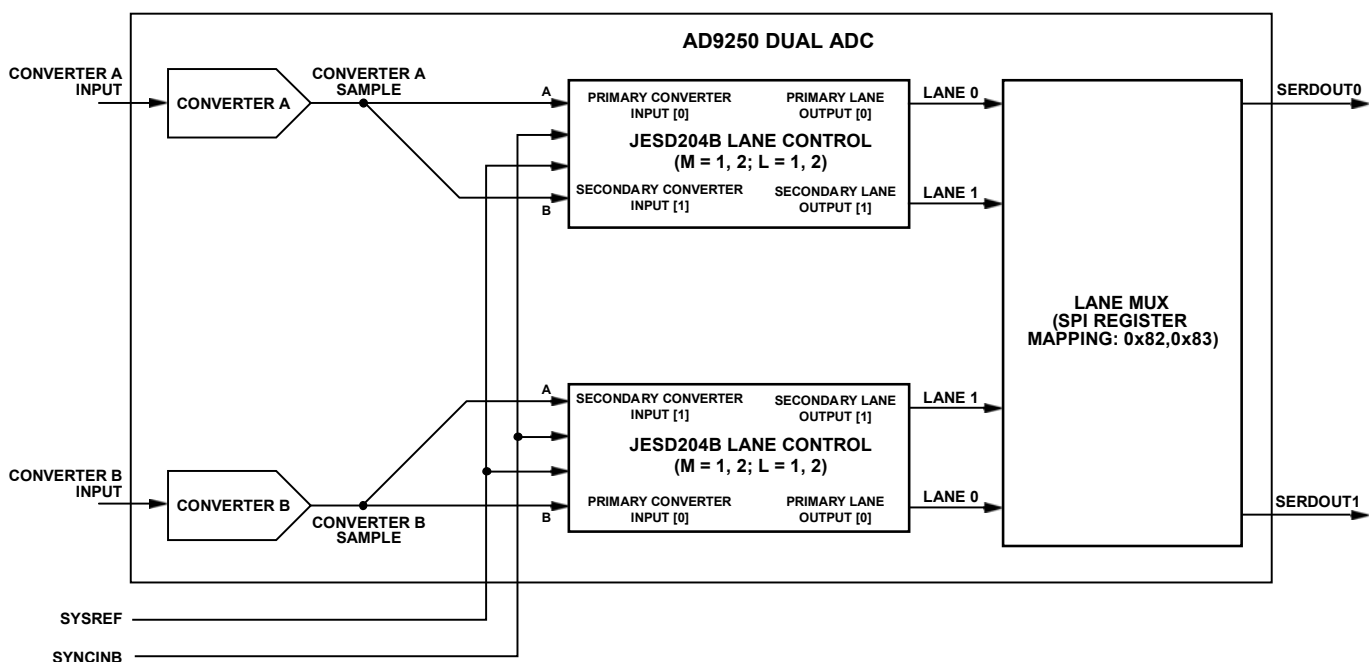 AD9250 DUAL ADC
CONVERTER A
INPUT
CONVERTER A
CONVERTER A
SAMPLE
A
PRIMARY CONVERTER
INPUT [0]
PRIMARY LANE
OUTPUT [0]
JESD204B LANE CONTROL
(M = 1, 2; L = 1, 2)
SECONDARY CONVERTER
INPUT [1]
SECONDARY LANE
OUTPUT [1]
B
LANE 0
LANE 1
SERDOUT0
LANE MUX
(SPI REGISTER
MAPPING: 0x82,0x83)
A
SECONDARY CONVERTER
INPUT [1]
SECONDARY LANE
OUTPUT [1]
JESD204B LANE CONTROL
(M = 1, 2; L = 1, 2)
PRIMARY CONVERTER
INPUT [0]
PRIMARY LANE
OUTPUT [0]
B
LANE 1
LANE 0
CONVERTER B
INPUT
CONVERTER B
CONVERTER B
SAMPLE
SERDOUT1
SYSREF
SYNCINB